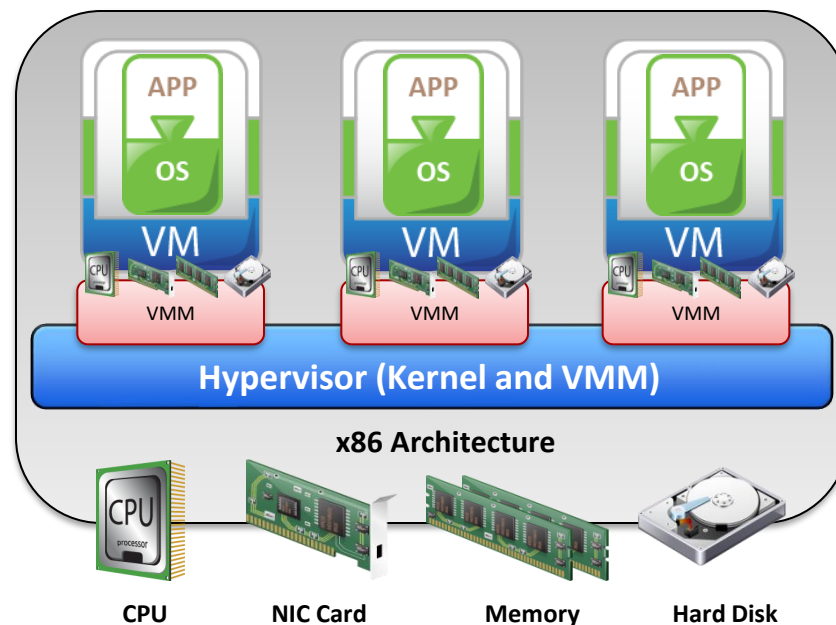 APP APP APP
OS OS OS
VM VM VM
CPU CPU CPU
VMM VMM VMM
Hypervisor (Kernel and VMM)
x86 Architecture
CPU
processor
CPU NIC Card Memory Hard Disk